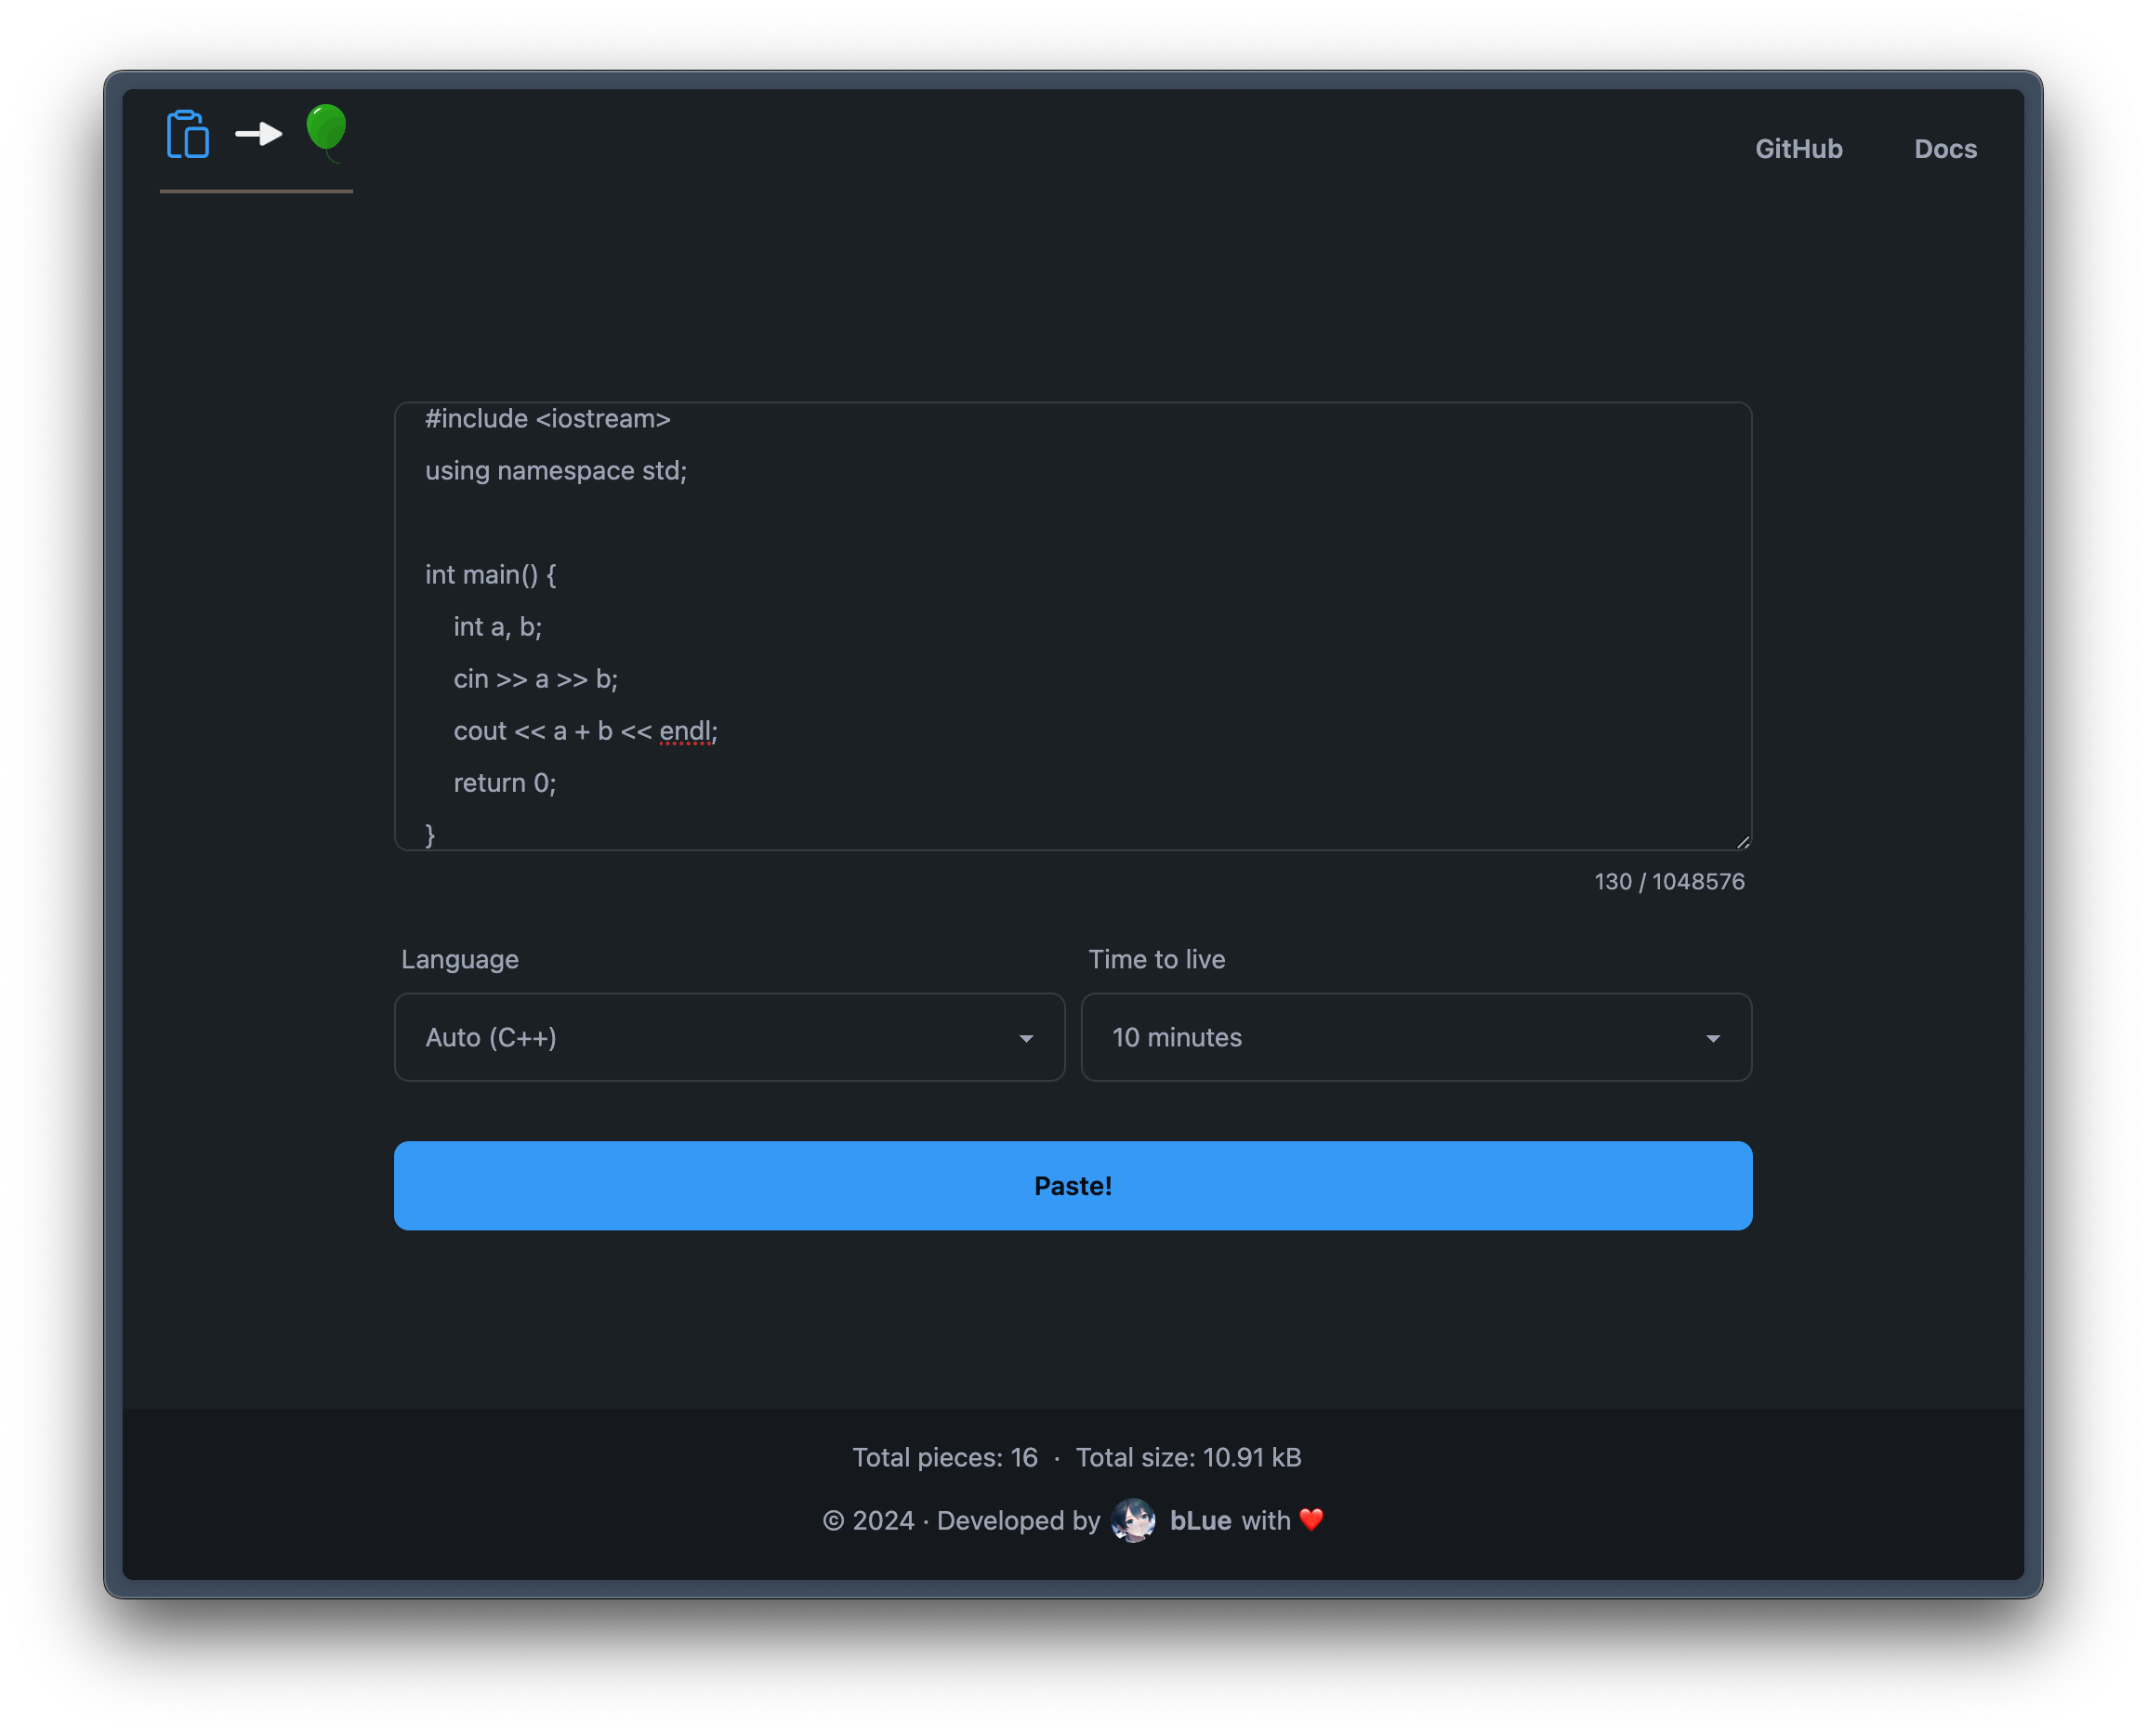 GitHub Docs
#include <iostream>
using namespace std;
int main() {
    int a, b;
    cin >> a >> b;
    cout << a + b << endl;
    return 0;
}
130 / 1048576
Language Time to live
Auto (C++) 10 minutes
Paste!
Total pieces: 16 · Total size: 10.91 kB
© 2024 · Developed by bLue with ❤️